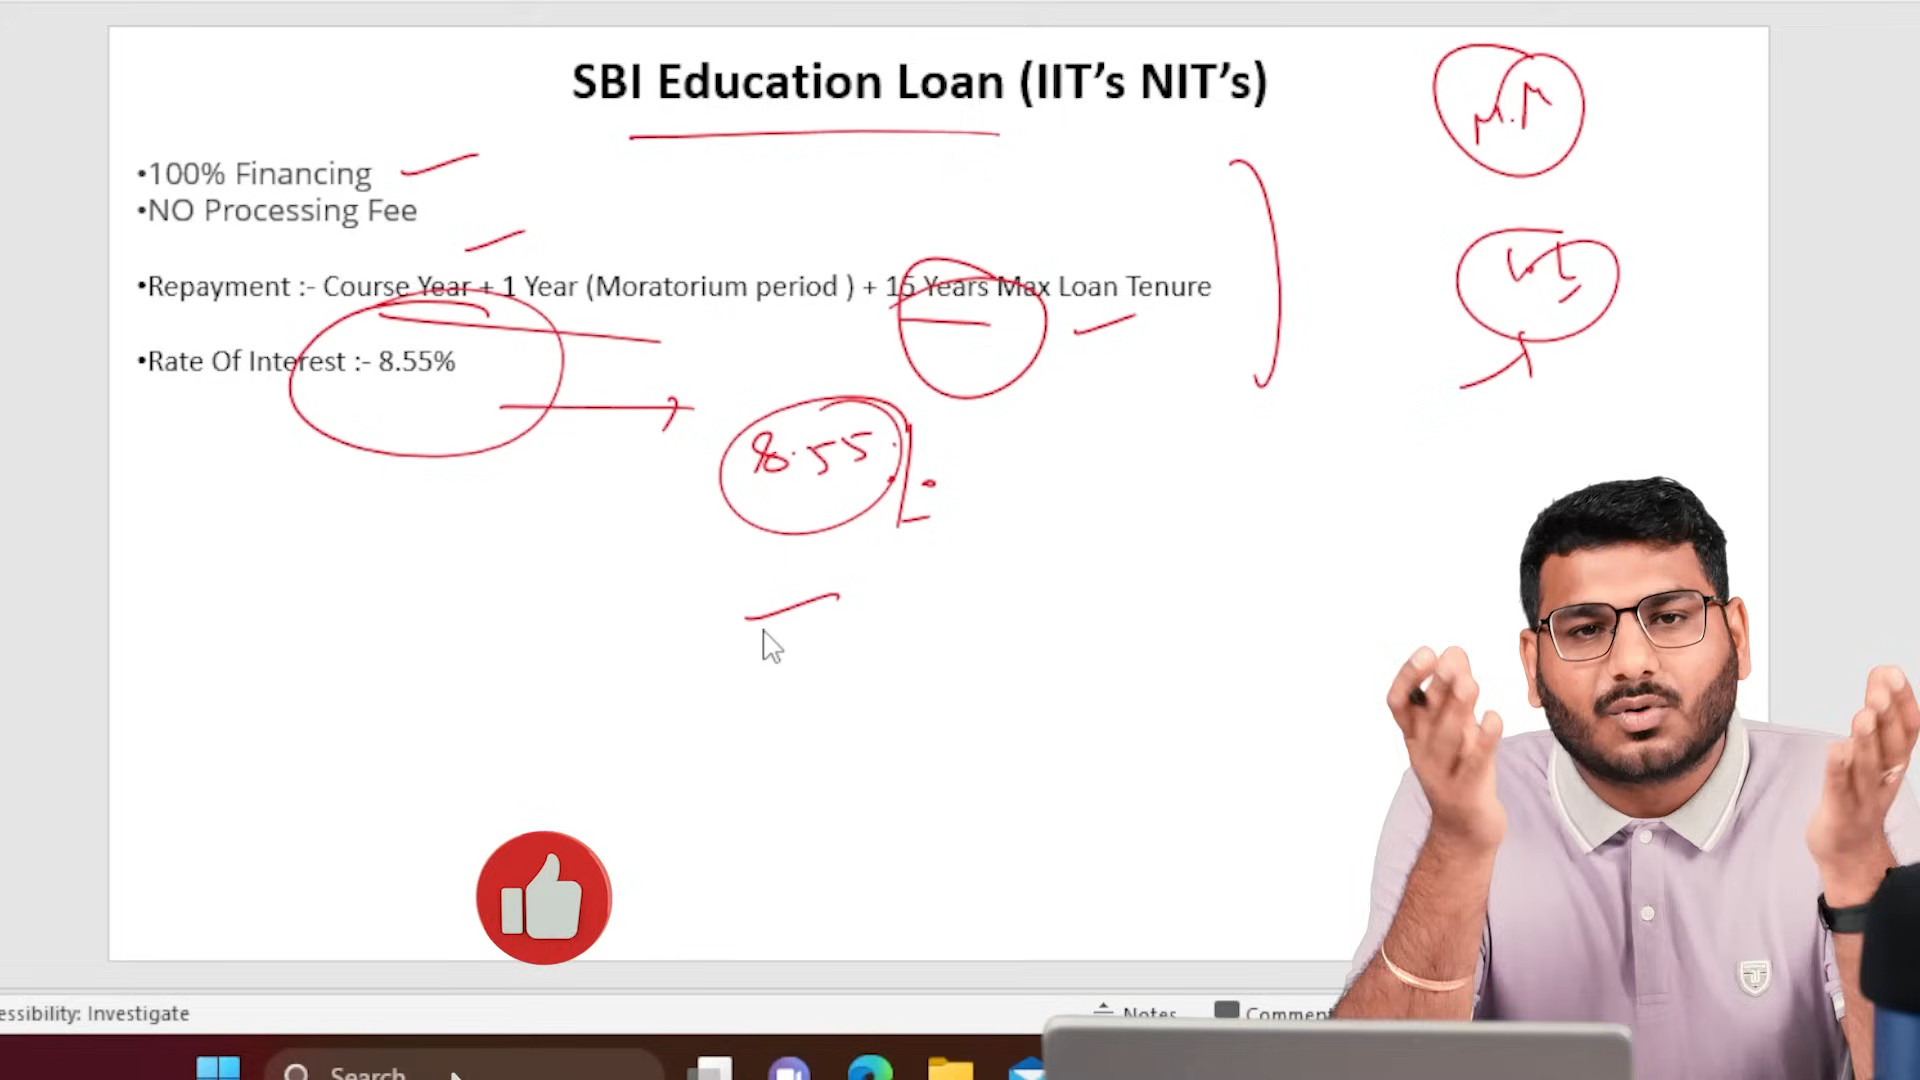 SBI Education Loan (IIT's NIT's)
•100% Financing
•NO Processing Fee
•Repayment :- Course Year + 1 Year (Moratorium period ) + 15 Years Max Loan Tenure
•Rate Of Interest :- 8.55%
8.55%
essibility: Investigate
Notes
Comment
Search